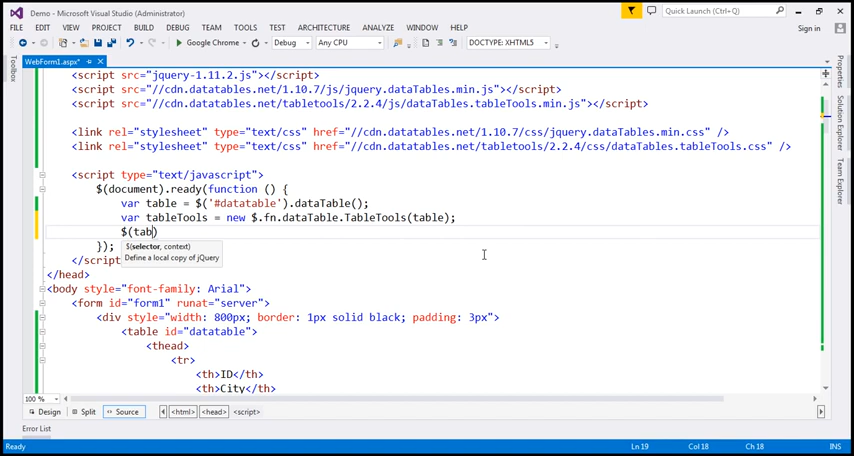 Demo - Microsoft Visual Studio (Administrator)
Quick Launch (Ctrl+Q)
FILE EDIT VIEW PROJECT BUILD DEBUG TEAM TOOLS TEST ARCHITECTURE ANALYZE WINDOW HELP
Sign in
Google Chrome Debug Any CPU DOCTYPE: XHTML5
Toolbox
WebForm1.aspx*
Properties
Solution Explorer
Team Explorer
<script src="jquery-1.11.2.js"></script>
<script src="//cdn.datatables.net/1.10.7/js/jquery.dataTables.min.js"></script>
<script src="//cdn.datatables.net/tabletools/2.2.4/js/dataTables.tableTools.min.js"></script>
<link rel="stylesheet" type="text/css" href="//cdn.datatables.net/1.10.7/css/jquery.dataTables.min.css" />
<link rel="stylesheet" type="text/css" href="//cdn.datatables.net/tabletools/2.2.4/css/dataTables.tableTools.css" />
<script type="text/javascript">
$(document).ready(function () {
var table = $('#datatable').dataTable();
var tableTools = new $.fn.dataTable.TableTools(table);
$(tab)
});
$(selector, context)
Define a local copy of jQuery
</script
</head>
<body style="font-family: Arial">
<form id="form1" runat="server">
<div style="width: 800px; border: 1px solid black; padding: 3px">
<table id="datatable">
<thead>
<tr>
<th>ID</th>
<th>City</th>
100 %
Design Split Source <html> <head> <script>
Error List
Ready Ln 19 Col 18 Ch 18 INS